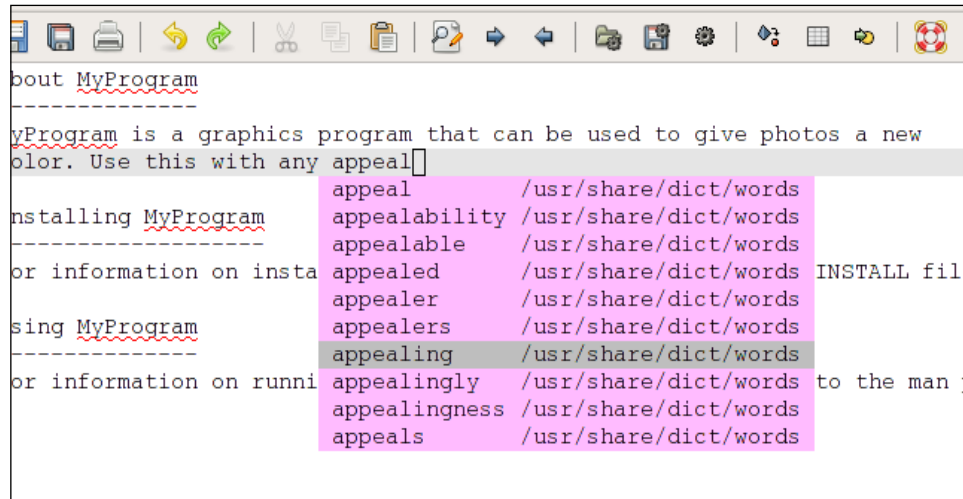 bout MyProgram
--------------
yProgram is a graphics program that can be used to give photos a new
olor. Use this with any appeal
appeal /usr/share/dict/words
nstalling MyProgram appealability /usr/share/dict/words
------------------- appealable /usr/share/dict/words
or information on insta appealed /usr/share/dict/words INSTALL fil
appealer /usr/share/dict/words
sing MyProgram appealers /usr/share/dict/words
-------------- appealing /usr/share/dict/words
or information on runni appealingly /usr/share/dict/words to the man
appealingness /usr/share/dict/words
appeals /usr/share/dict/words